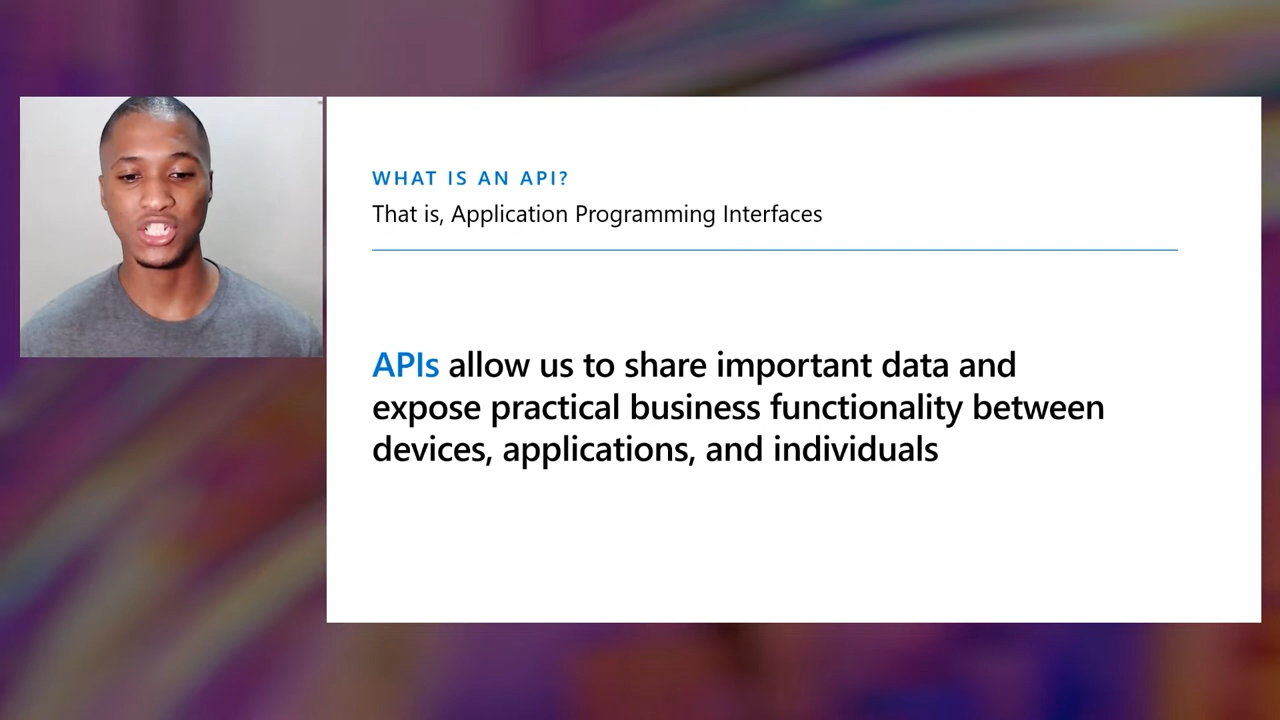 WHAT IS AN API?
That is, Application Programming Interfaces
APIs allow us to share important data and
expose practical business functionality between
devices, applications, and individuals